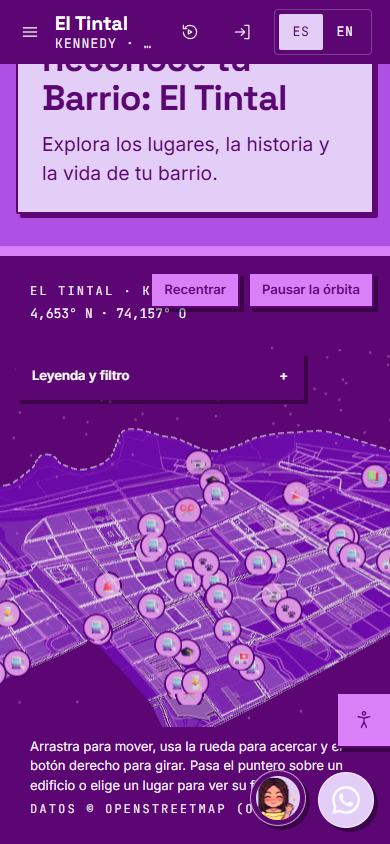 El Tintal
KENNEDY · …
ES
EN
Reconoce tu
Barrio: El Tintal
Explora los lugares, la historia y
la vida de tu barrio.
EL TINTAL · K
Recentrar
Pausar la órbita
4,653° N · 74,157° O
Leyenda y filtro
+
Arrastra para mover, usa la rueda para acercar y el
botón derecho para girar. Pasa el puntero sobre un
edificio o elige un lugar para ver su f
DATOS © OPENSTREETMAP (O